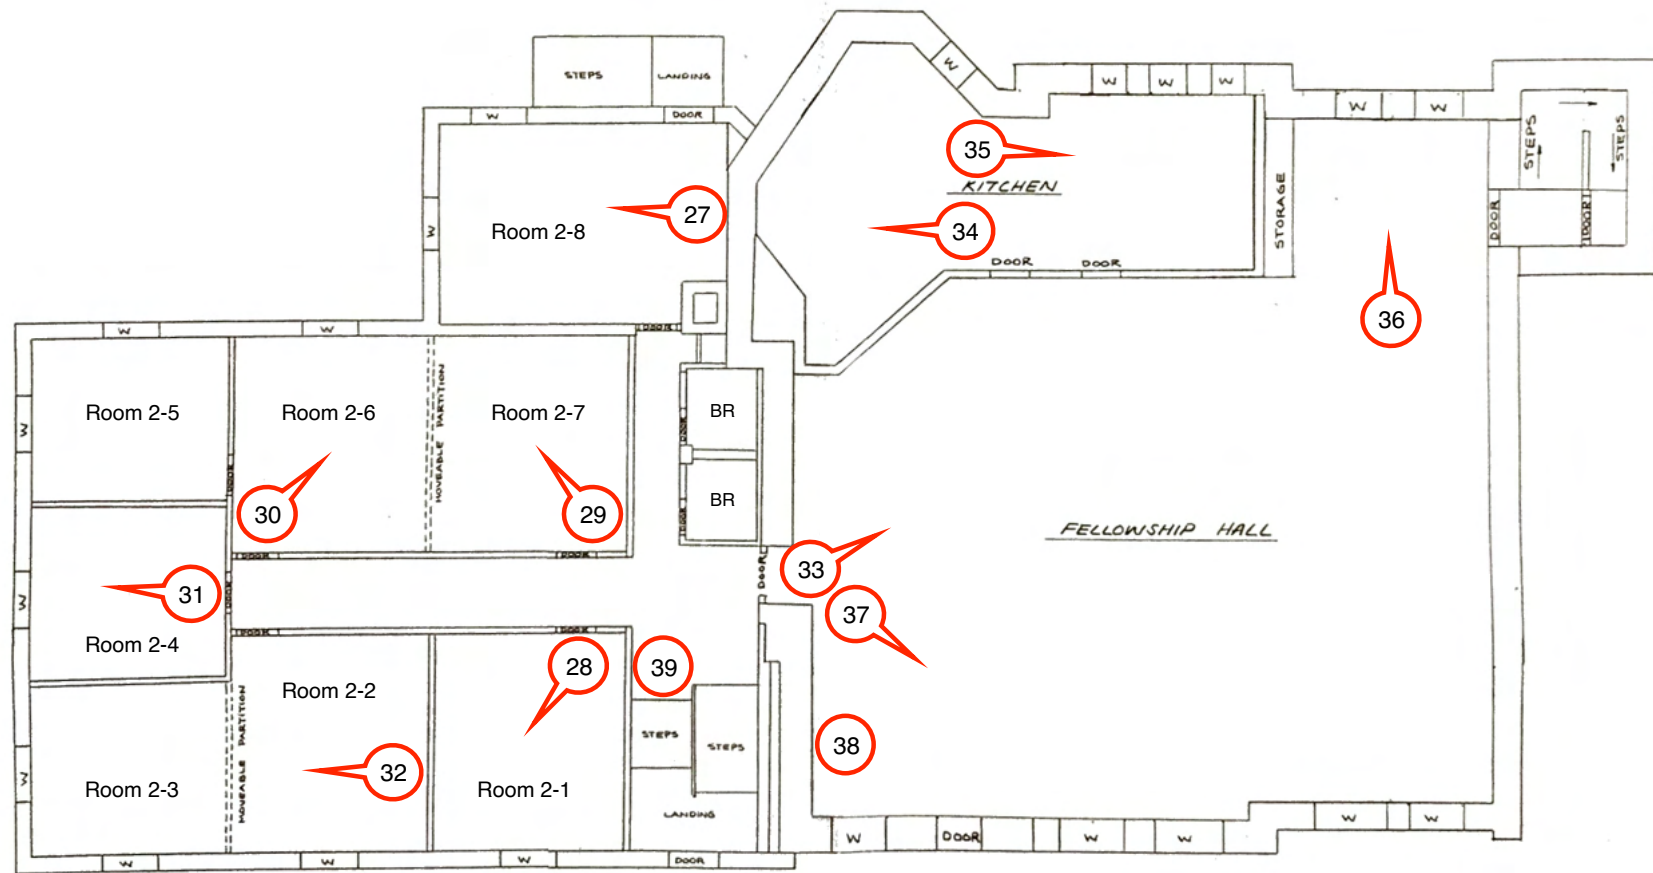 STEPS
LANDING
W
DOOR
W
W
W
W
W
W
W
35
KITCHEN
27
Room 2-8
W
34
DOOR
DOOR
STORAGE
STEPS
STEPS
DOOR
DOOR
36
W
W
DOOR
Room 2-5
Room 2-6
MOVEABLE PARTITION
Room 2-7
BR
DOOR
W
DOOR
30
29
BR
DOOR
FELLOWSHIP HALL
DOOR
DOOR
DOOR
33
31
DOOR
W
37
Room 2-4
DOOR
DOOR
28
39
Room 2-2
MOVEABLE PARTITION
STEPS
STEPS
38
32
W
Room 2-3
Room 2-1
LANDING
W
W
W
DOOR
W
DOOR
W
W
W
W